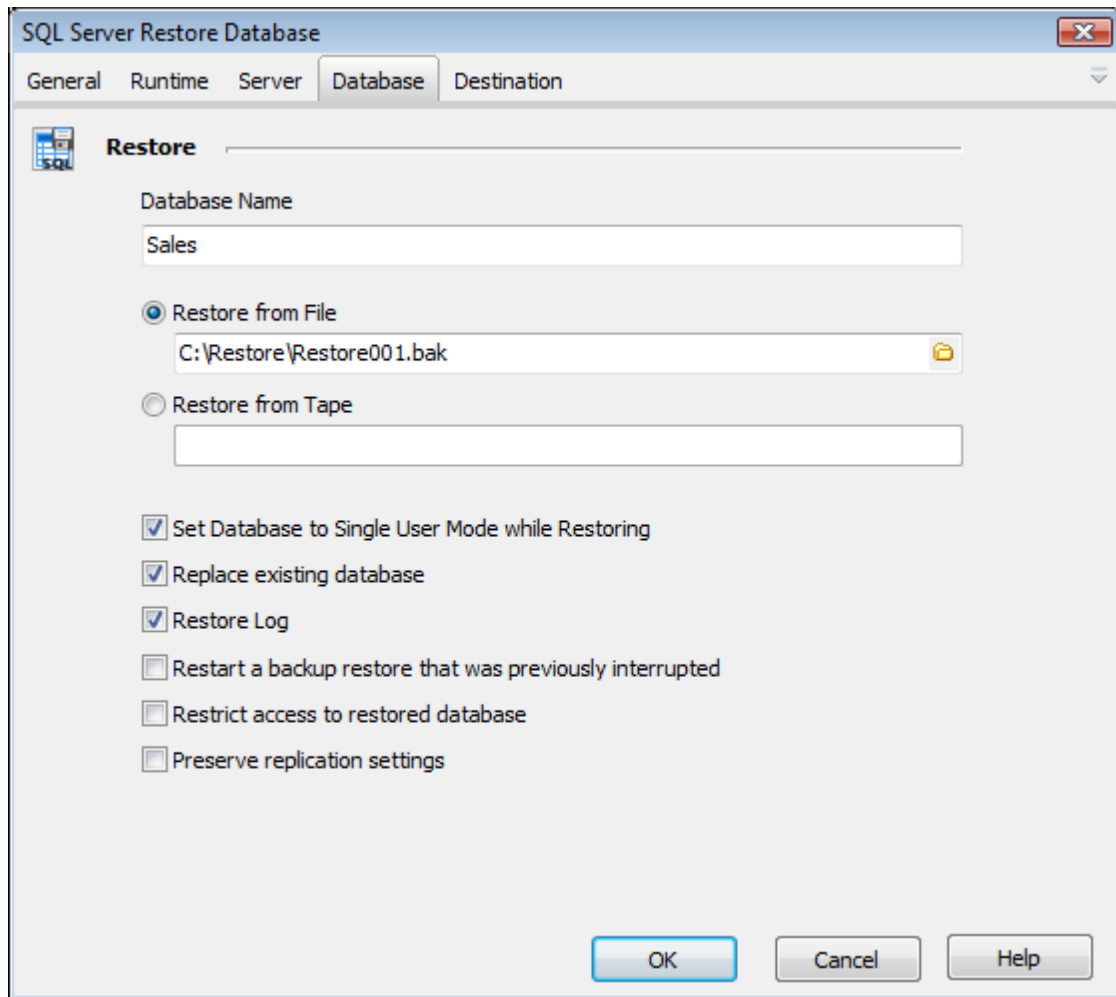 SQL Server Restore Database
General Runtime Server Database Destination
SQL
Restore
Database Name
Sales
Restore from File
C:\Restore\Restore001.bak
Restore from Tape
Set Database to Single User Mode while Restoring
Replace existing database
Restore Log
Restart a backup restore that was previously interrupted
Restrict access to restored database
Preserve replication settings
OK Cancel Help